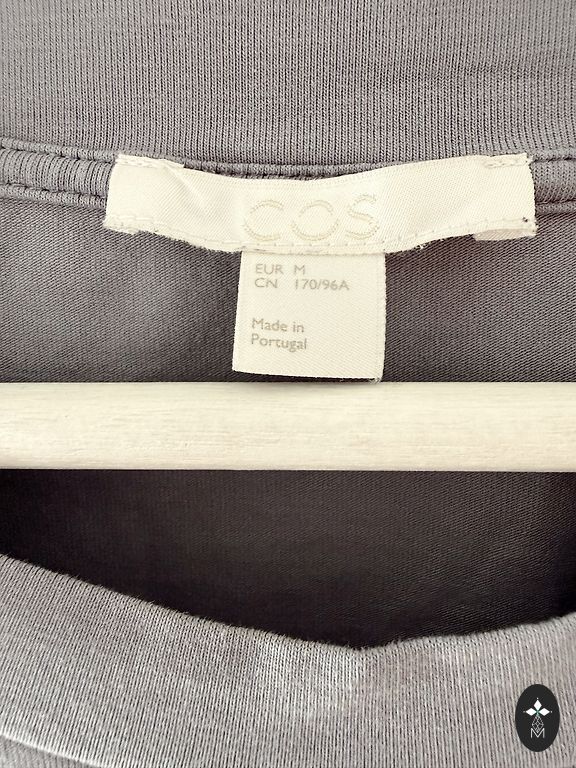 COS
EUR M
CN 170/96A
Made in
Portugal
M